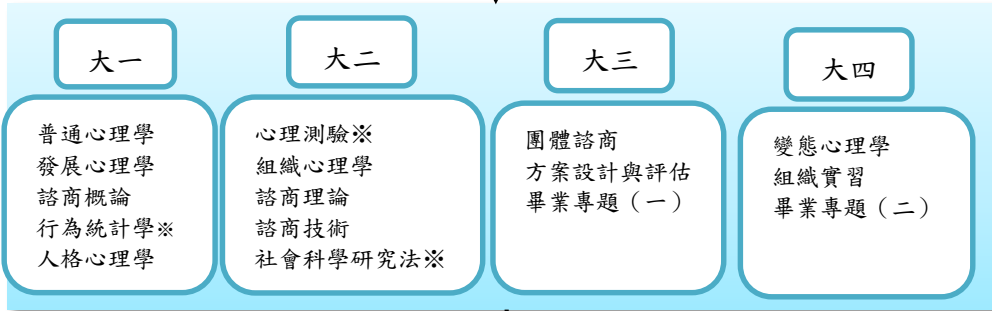 大一
普通心理學
發展心理學
諮商概論
行為統計學※
人格心理學
大二
心理測驗※
組織心理學
諮商理論
諮商技術
社會科學研究法※
大三
團體諮商
方案設計與評估
畢業專題（一）
大四
變態心理學
組織實習
畢業專題（二）